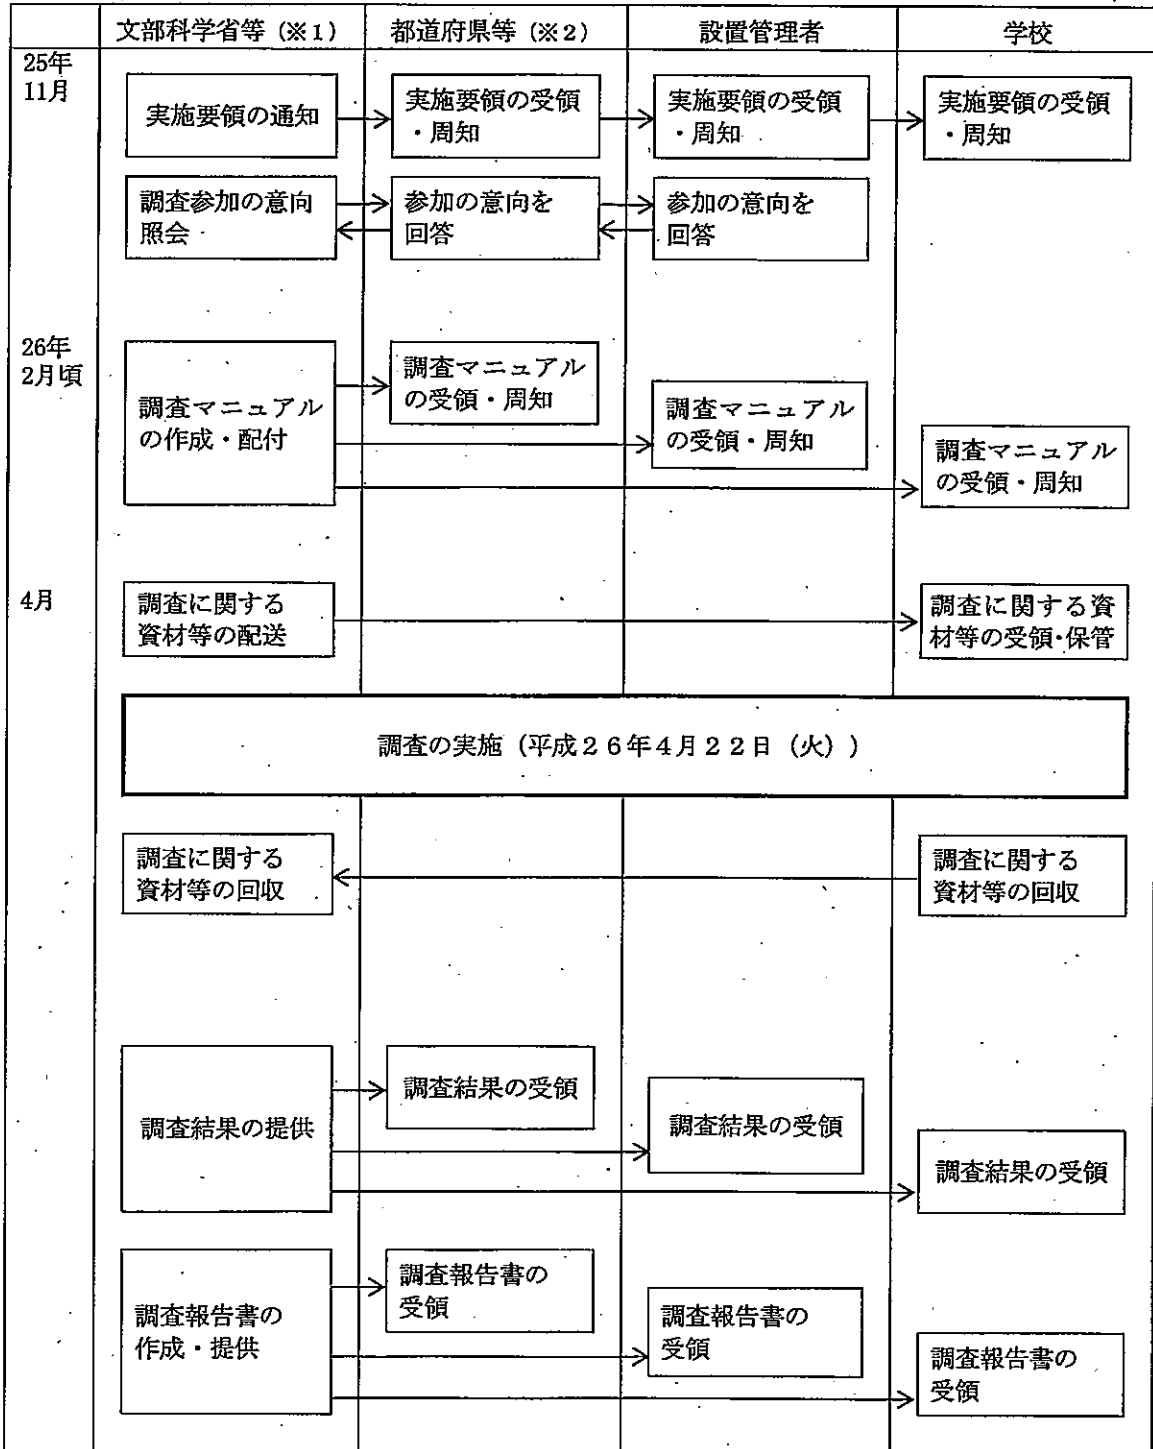 文部科学省等（※１）
都道府県等（※２）
設置管理者
学校
25年
11月
実施要領の通知
実施要領の受領
・周知
実施要領の受領
・周知
実施要領の受領
・周知
調査参加の意向
照会
参加の意向を
回答
参加の意向を
回答
26年
2月頃
調査マニュアル
の作成・配付
調査マニュアル
の受領・周知
調査マニュアル
の受領・周知
調査マニュアル
の受領・周知
4月
調査に関する
資材等の配送
調査に関する資
材等の受領・保管
調査の実施（平成２６年４月２２日（火））
調査に関する
資材等の回収
調査に関する
資材等の回収
調査結果の提供
調査結果の受領
調査結果の受領
調査結果の受領
調査報告書の
作成・提供
調査報告書の
受領
調査報告書の
受領
調査報告書の
受領